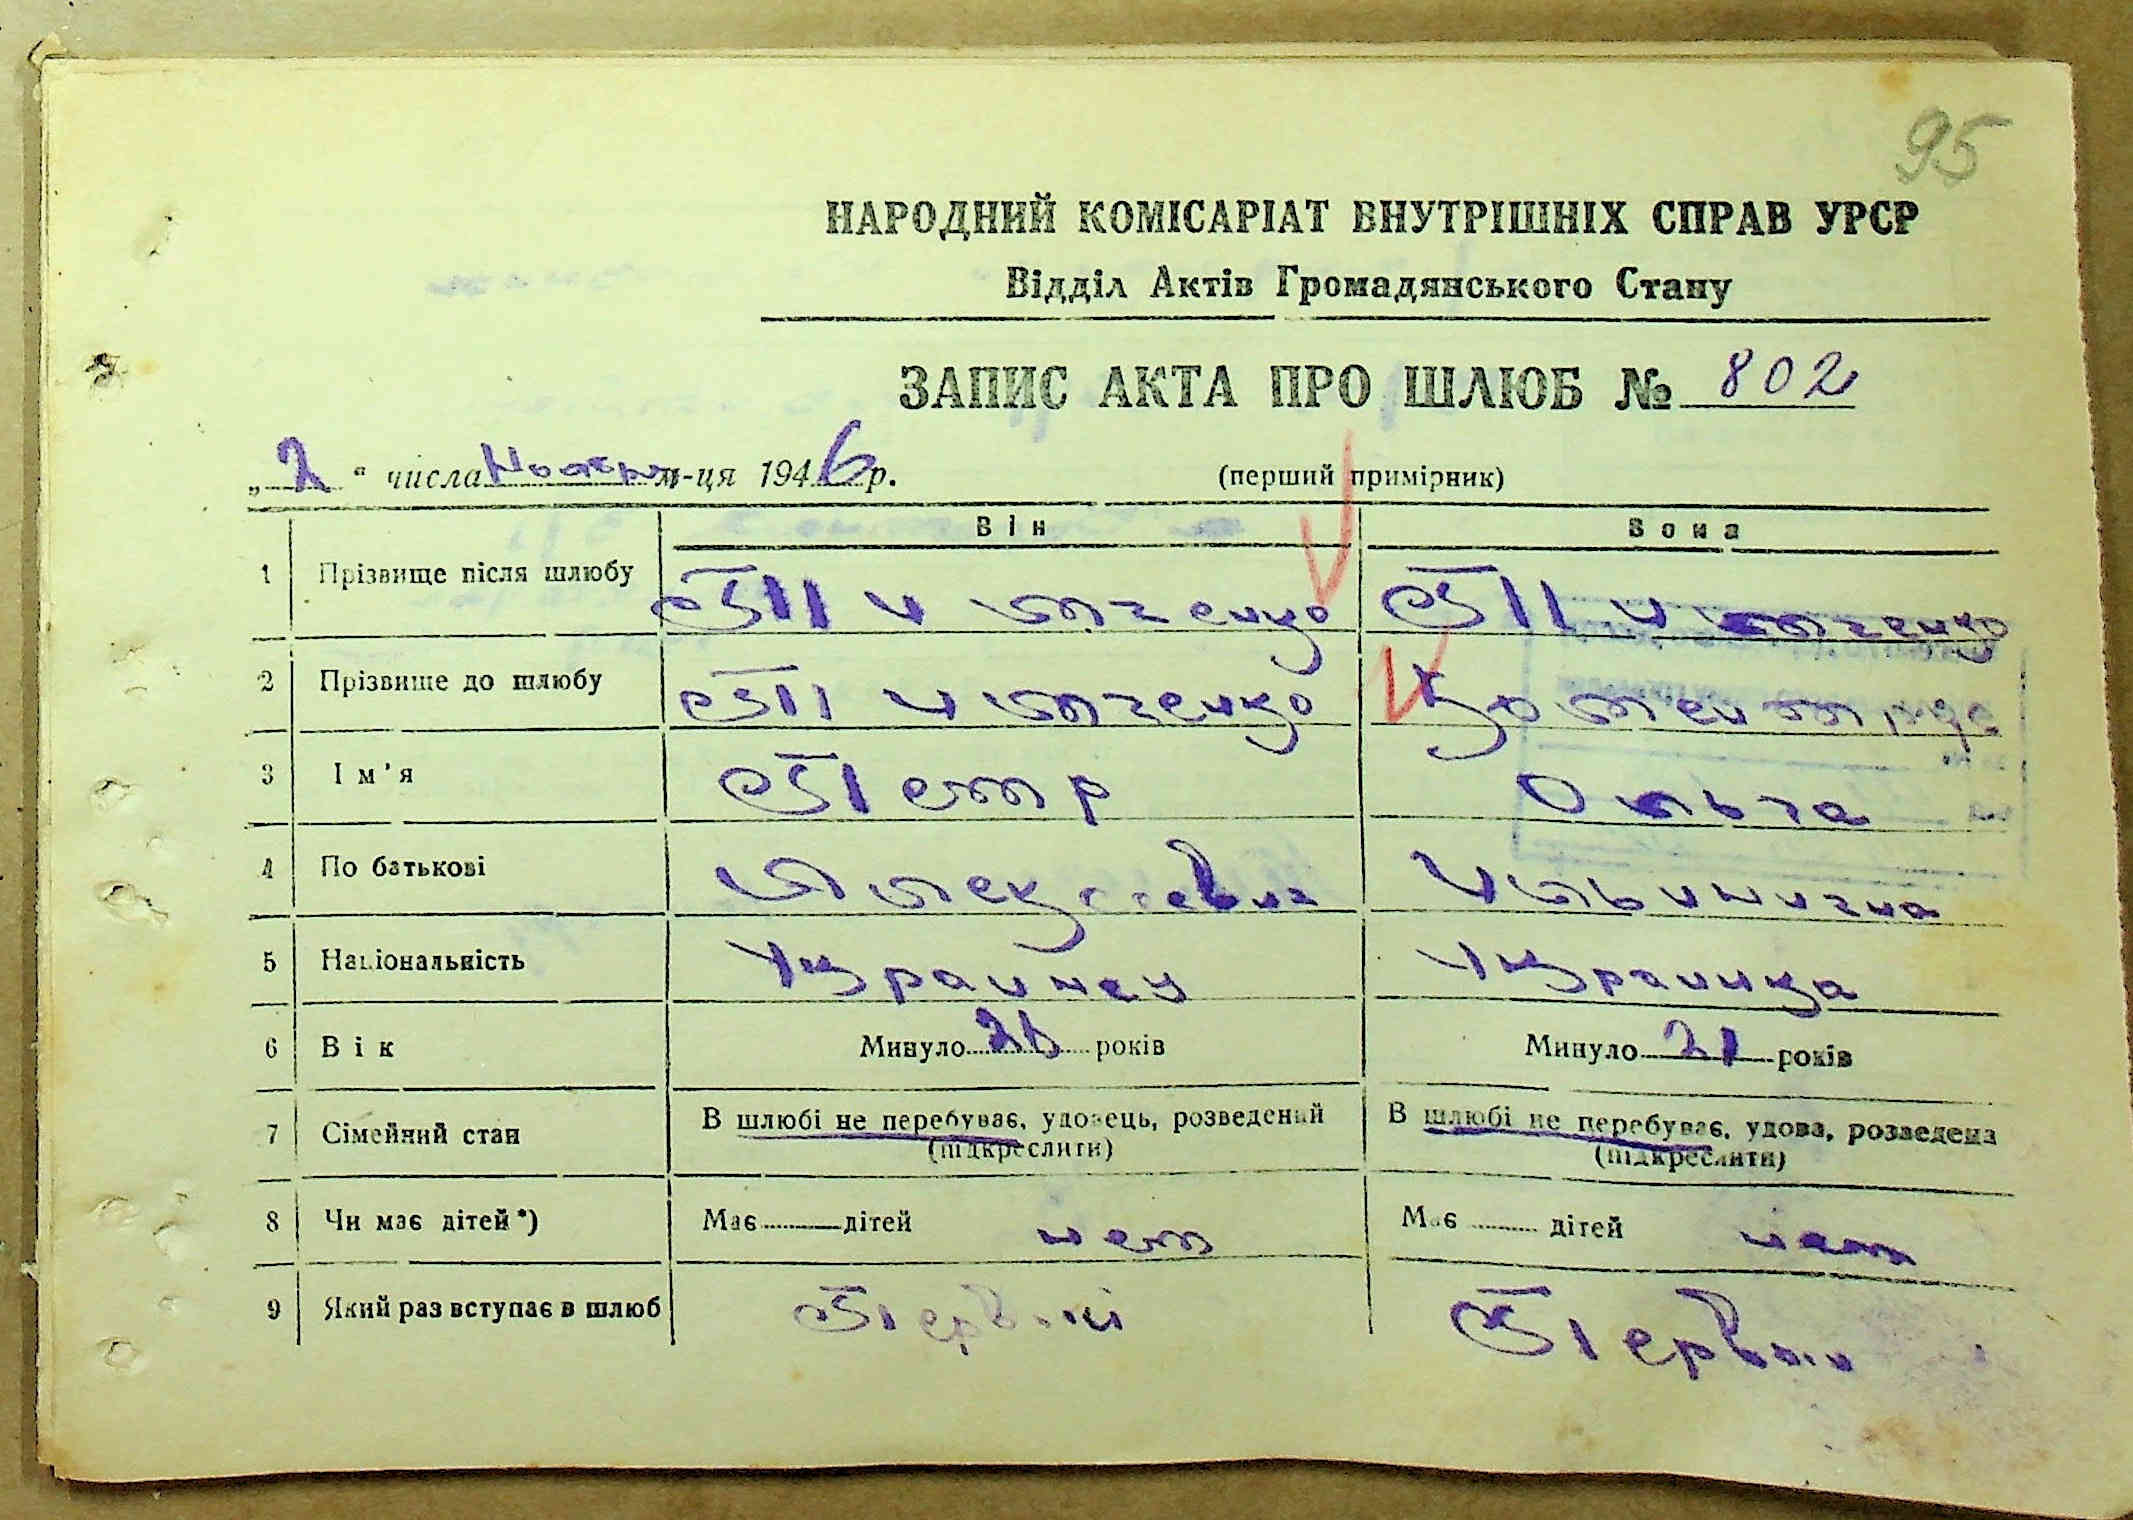 95
НАРОДНИЙ КОМІСАРІАТ ВНУТРІШНІХ СПРАВ УРСР
Відділ Актів Громадянського Стану
ЗАПИС АКТА ПРО ШЛЮБ № 802
„2“ числа Ноября м-ця 1946 р. (перший примірник)
Він Вона
1 Прізвище після шлюбу
2 Прізвище до шлюбу
3 Ім'я Петр Ольга
4 По батькові Алексеевич Ильинична
5 Національність Украинец Украинка
6 Вік Минуло років Минуло 21 років
7 Сімейний стан В шлюбі не перебуває, удовець, розведений В шлюбі не перебуває, удова, розведена
(підкреслити) (підкреслити)
8 Чи має дітей*) Має дітей нет Має дітей нет
9 Який раз вступає в шлюб Первый Первый